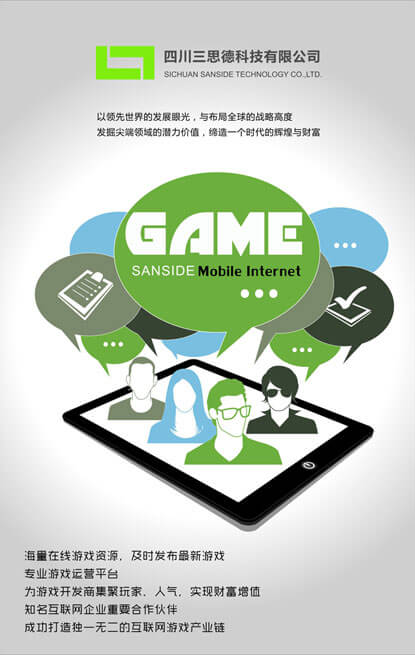 四川三思德科技有限公司
SICHUAN SANSIDE TECHNOLOGY CO.,LTD.
以领先世界的发展眼光，与布局全球的战略高度
发掘尖端领域的潜力价值，缔造一个时代的辉煌与财富
GAME
SANSIDE Mobile Internet
海量在线游戏资源，及时发布最新游戏
专业游戏运营平台
为游戏开发商集聚玩家、人气，实现财富增值
知名互联网企业重要合作伙伴
成功打造独一无二的互联网游戏产业链